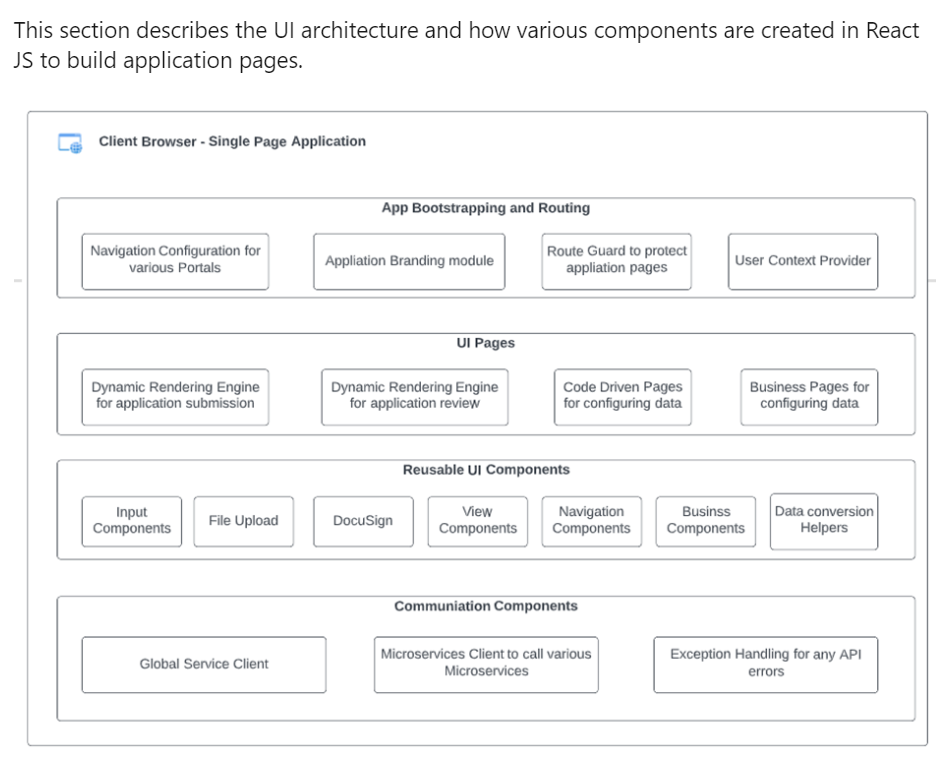 This section describes the UI architecture and how various components are created in React
JS to build application pages.
Client Browser - Single Page Application
App Bootstrapping and Routing
Navigation Configuration for
various Portals
Appliation Branding module
Route Guard to protect
appliation pages
User Context Provider
UI Pages
Dynamic Rendering Engine
for application submission
Dynamic Rendering Engine
for application review
Code Driven Pages
for configuring data
Business Pages for
configuring data
Reusable UI Components
Input
Components
File Upload
DocuSign
View
Components
Navigation
Components
Businss
Components
Data conversion
Helpers
Communiation Components
Global Service Client
Microservices Client to call various
Microservices
Exception Handling for any API
errors